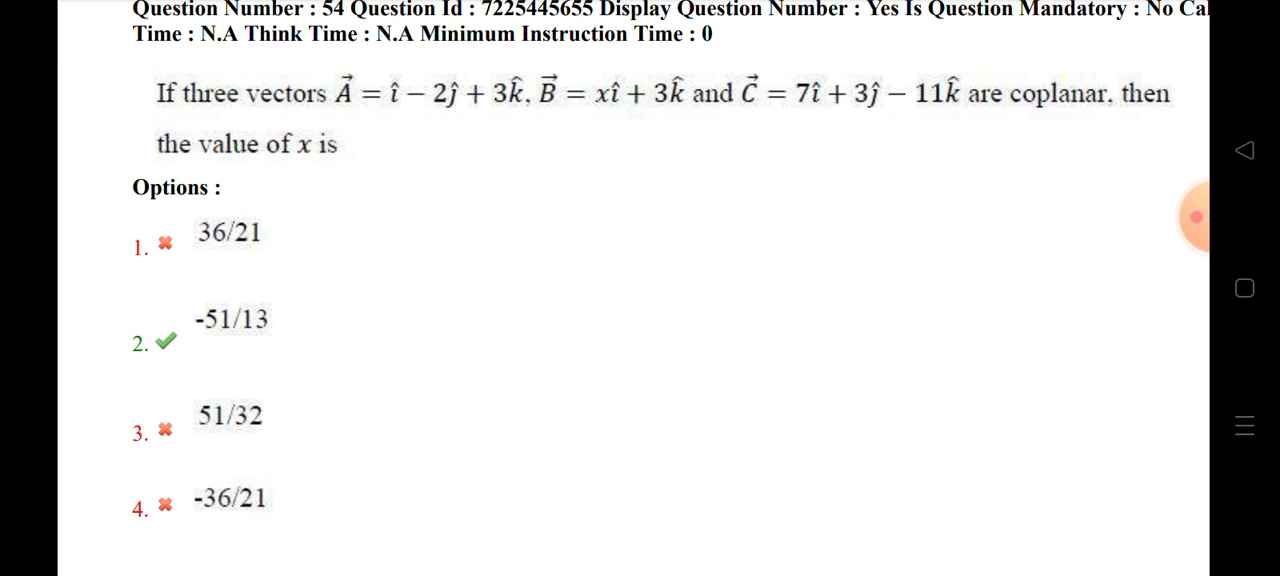 Question Number : 54 Question Id : 7225445655 Display Question Number : Yes Is Question Mandatory : No
Time : N.A Think Time : N.A Minimum Instruction Time : 0
If three vectors A⃗ = î − 2ĵ + 3k̂, B⃗ = xî + 3k̂ and C⃗ = 7î + 3ĵ − 11k̂ are coplanar, then
the value of x is
Options :
1. ✖ 36/21
2. ✔ -51/13
3. ✖ 51/32
4. ✖ -36/21